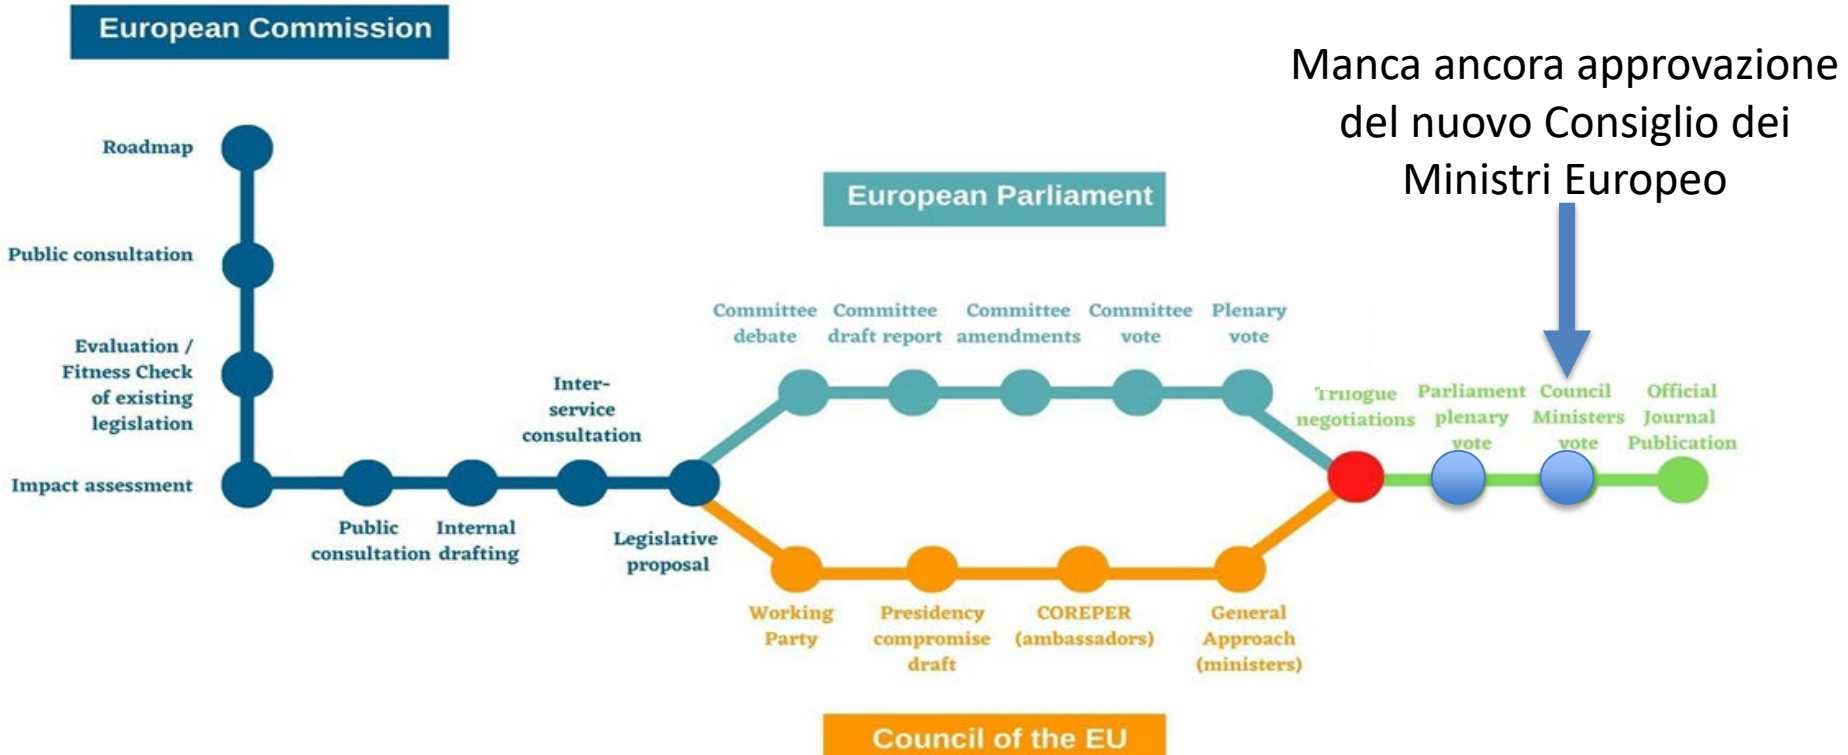 European Commission
Manca ancora approvazione
del nuovo Consiglio dei
Ministri Europeo
Roadmap
European Parliament
Public consultation
Committee
debate
Committee
draft report
Committee
amendments
Committee
vote
Plenary
vote
Evaluation /
Fitness Check
of existing
legislation
Inter-
service
consultation
Trilogue
negotiations
Parliament
plenary
vote
Council
Ministers
vote
Official
Journal
Publication
Impact assessment
Public
consultation
Internal
drafting
Legislative
proposal
Working
Party
Presidency
compromise
draft
COREPER
(ambassadors)
General
Approach
(ministers)
Council of the EU